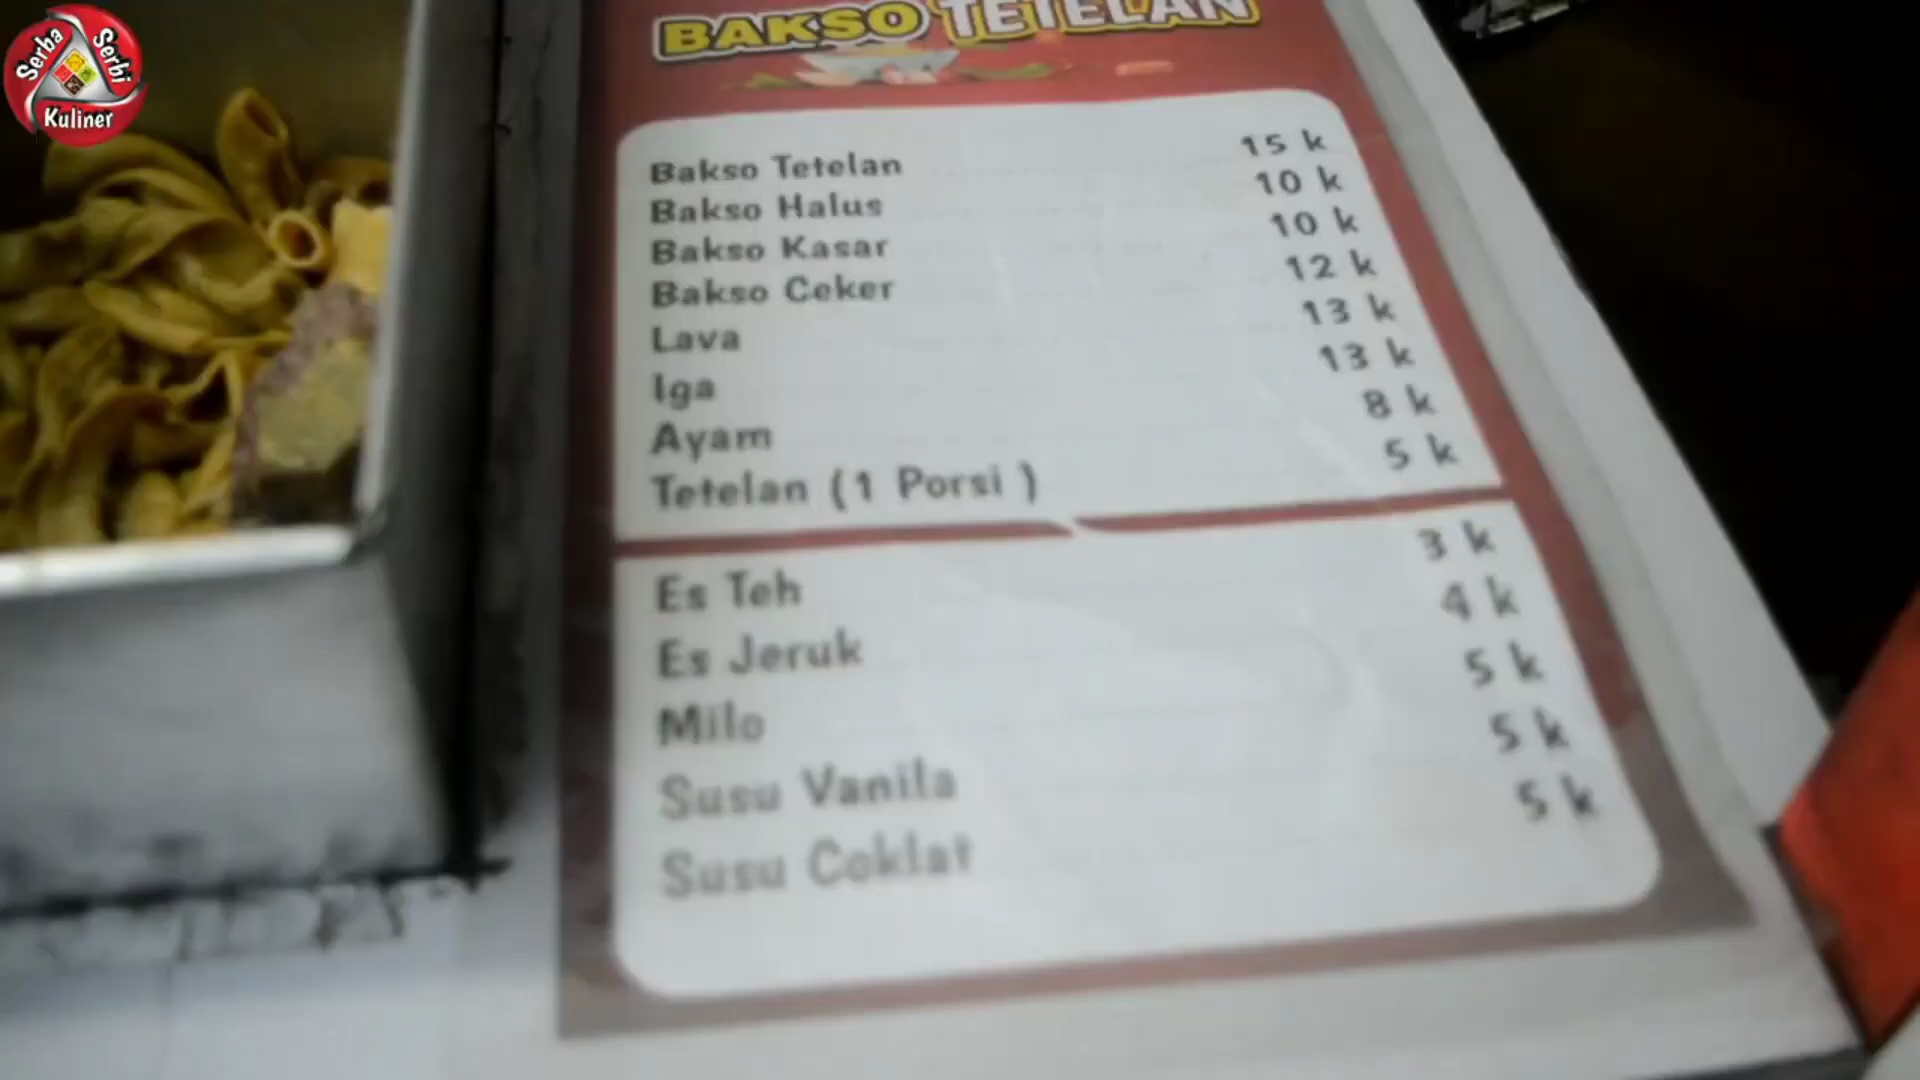 Serba Serbi
Kuliner
BAKSO TETELAN
Bakso Tetelan 15 k
Bakso Halus 10 k
Bakso Kasar 10 k
Bakso Ceker 12 k
Lava 13 k
Iga 13 k
Ayam 8 k
Tetelan (1 Porsi ) 5 k
Es Teh 3 k
Es Jeruk 4 k
Milo 5 k
Susu Vanila 5 k
Susu Coklat 5 k